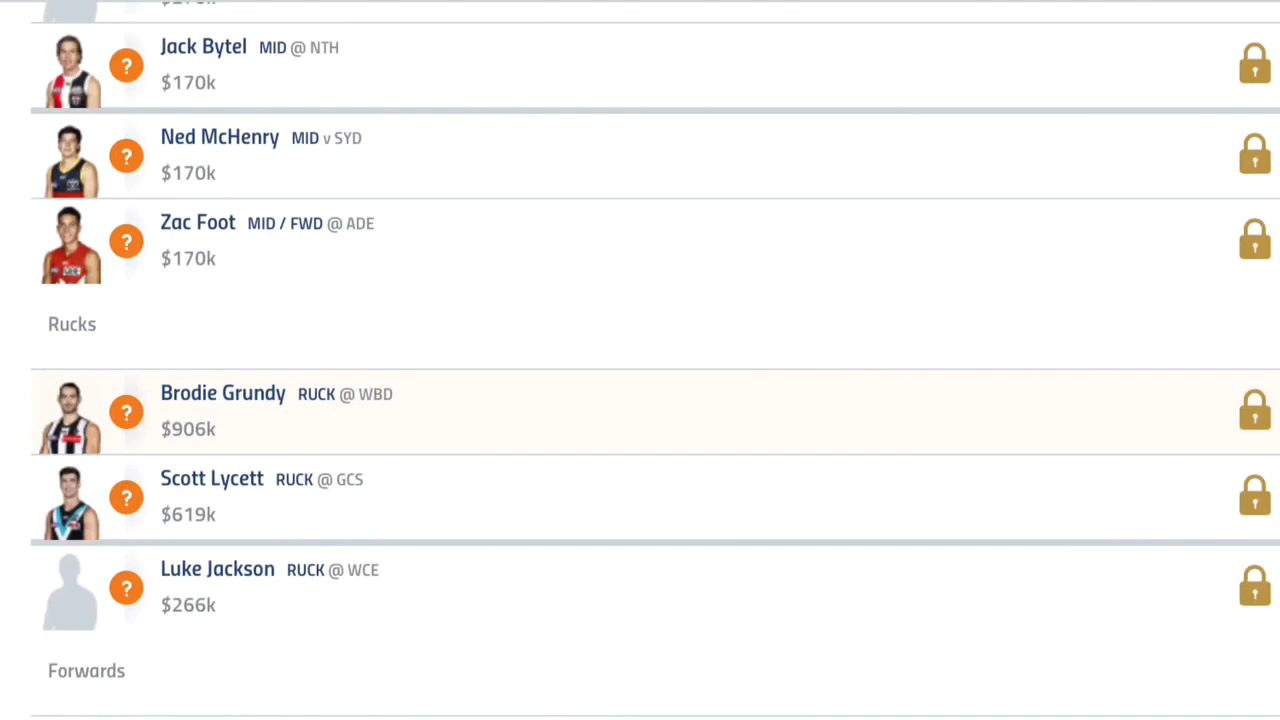 Jack Bytel MID @ NTH
?
$170k
Ned McHenry MID v SYD
?
$170k
Zac Foot MID / FWD @ ADE
?
$170k
Rucks
Brodie Grundy RUCK @ WBD
?
$906k
Scott Lycett RUCK @ GCS
?
$619k
Luke Jackson RUCK @ WCE
?
$266k
Forwards